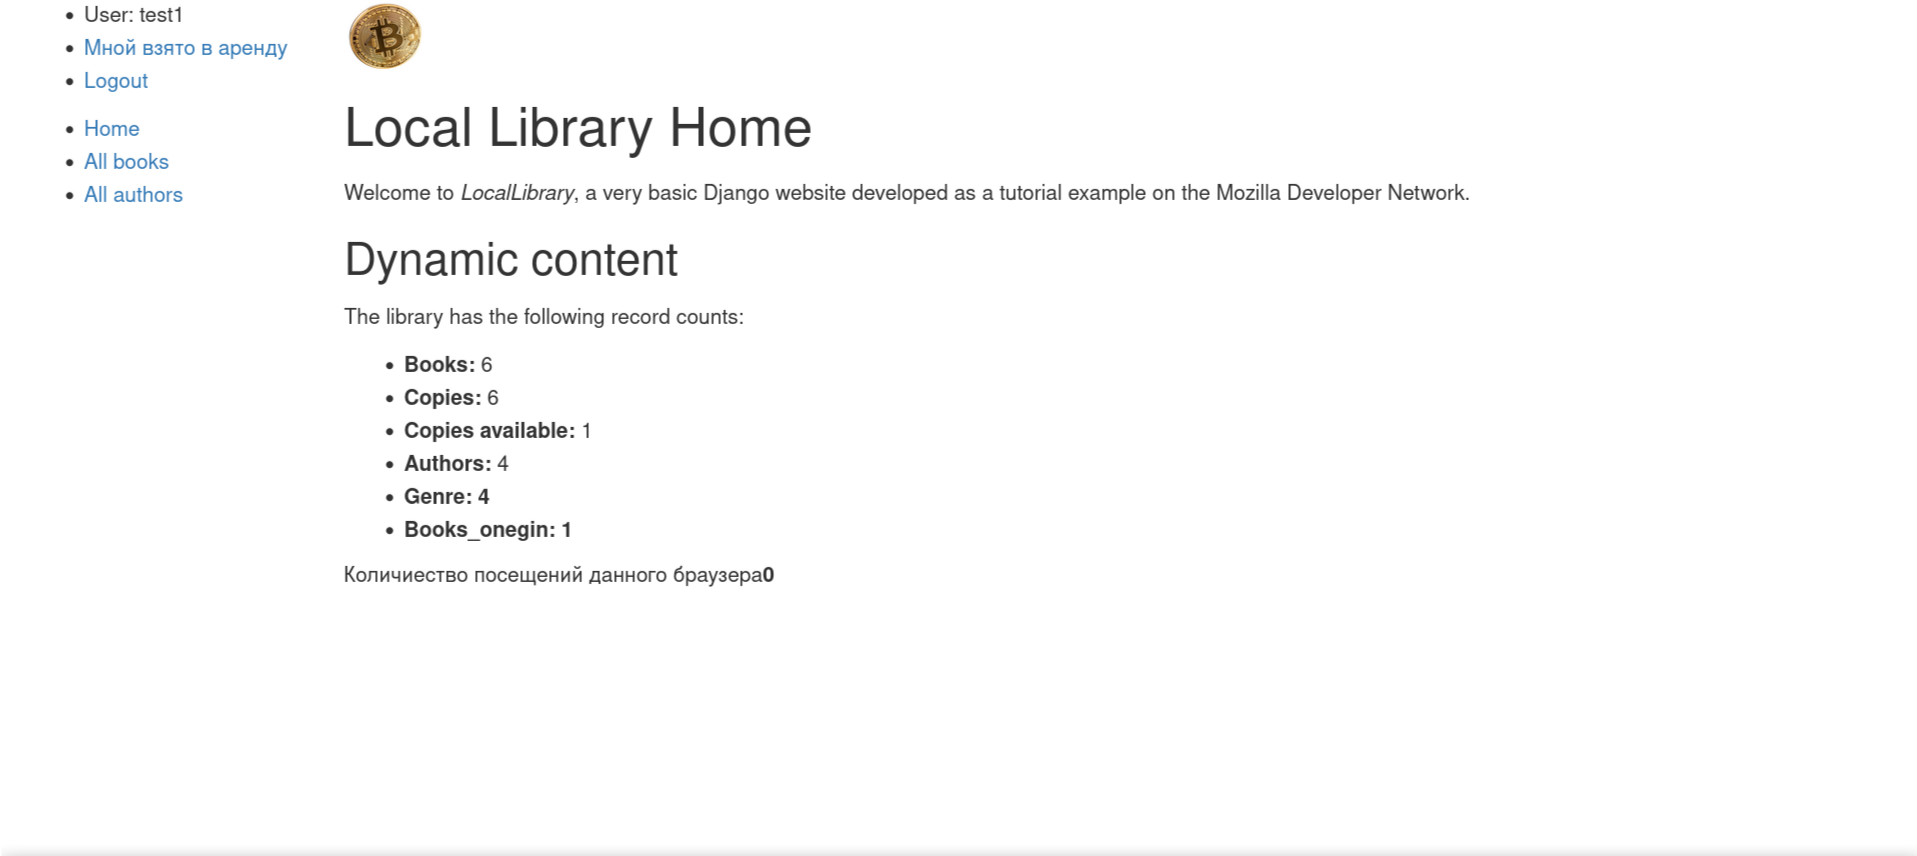 User: test1
Мной взято в аренду
Logout
Home
All books
All authors
Local Library Home
Welcome to LocalLibrary, a very basic Django website developed as a tutorial example on the Mozilla Developer Network.
Dynamic content
The library has the following record counts:
Books: 6
Copies: 6
Copies available: 1
Authors: 4
Genre: 4
Books_onegin: 1
Количиество посещений данного браузера0